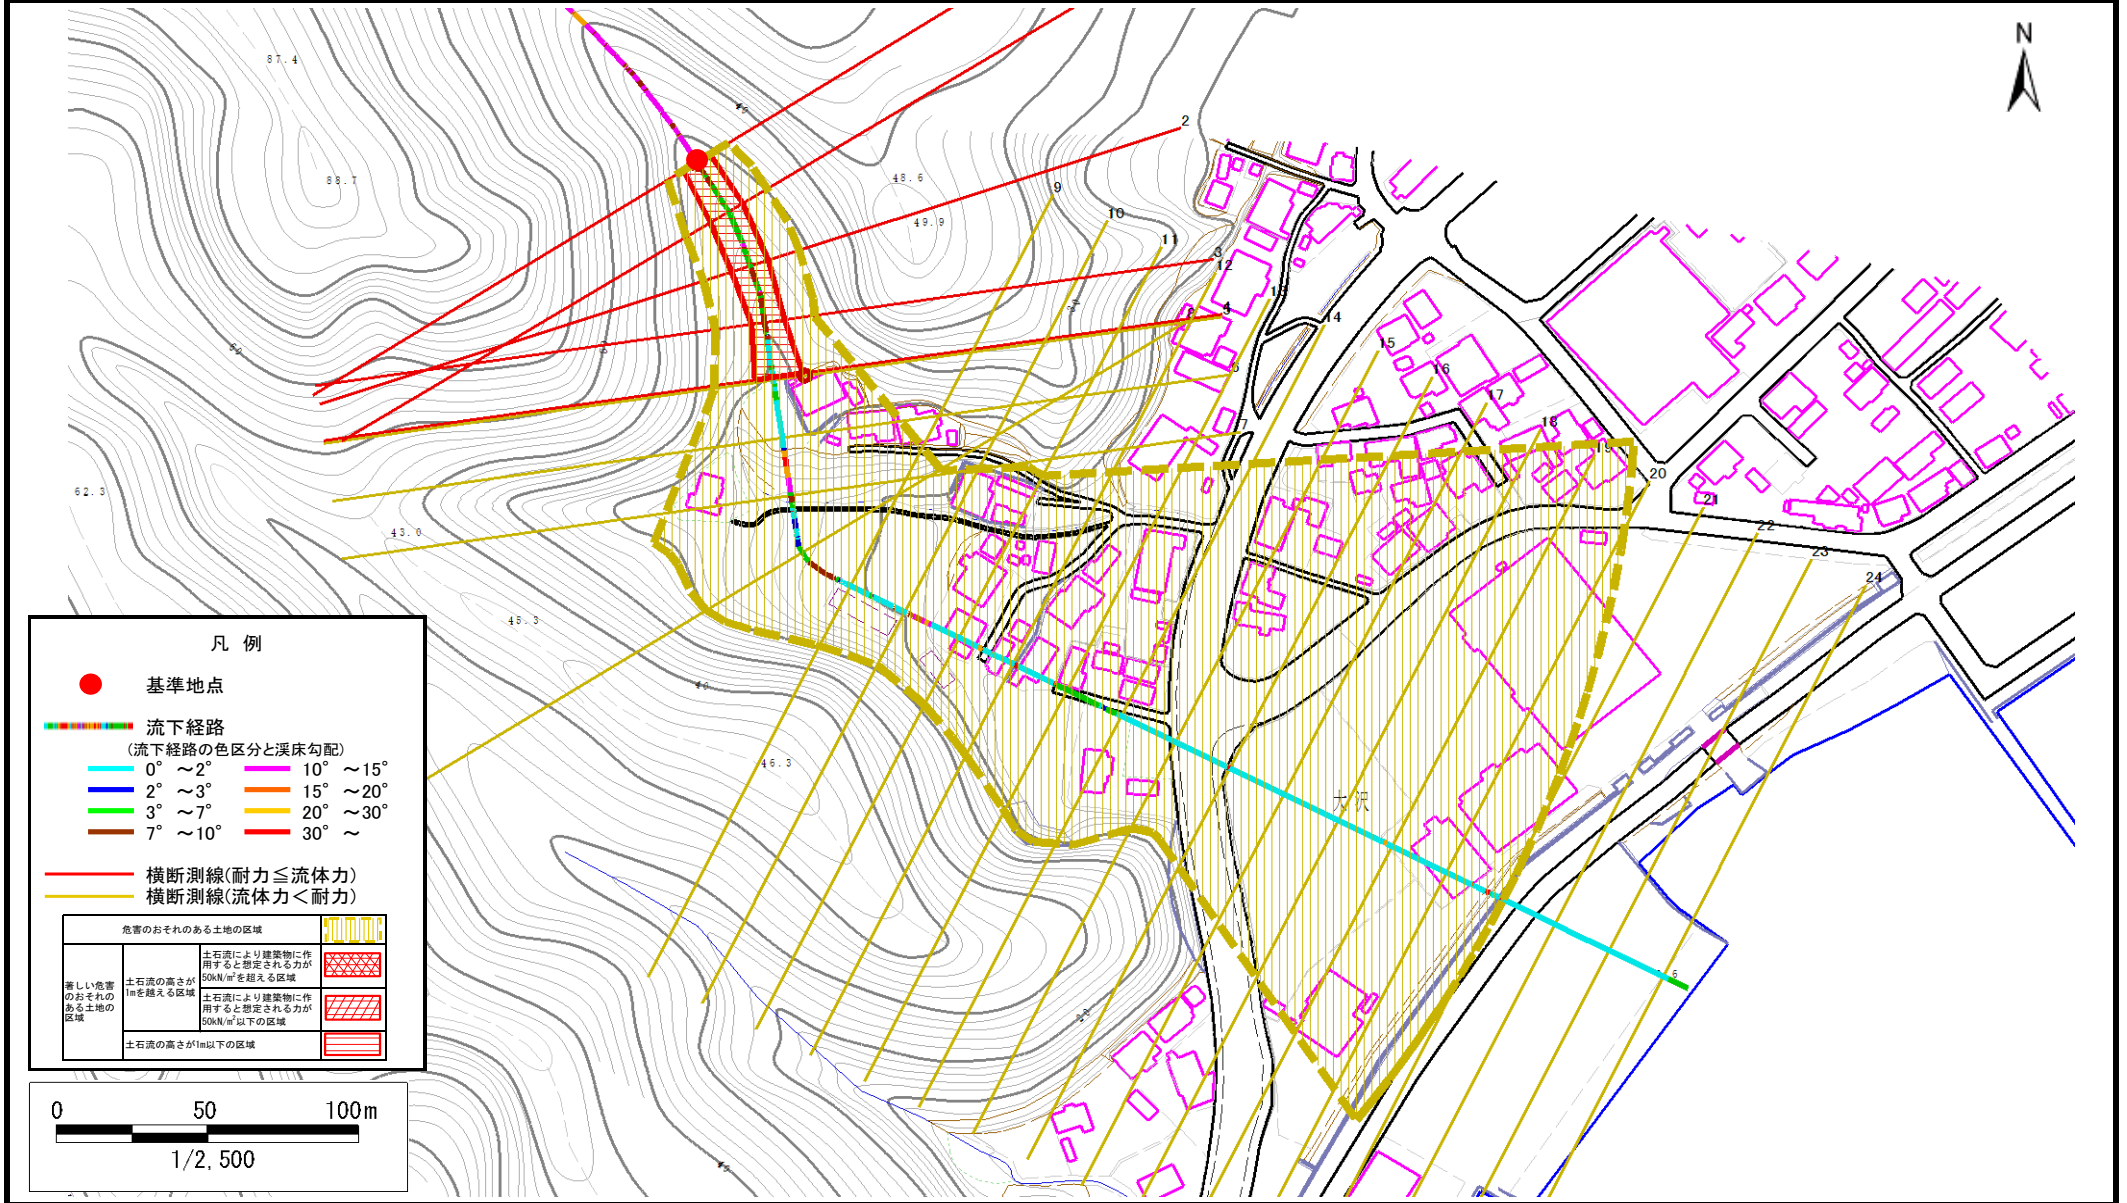 N
87.4
88.7
48.6
49.9
62.3
43.0
45.3
46.3
40
大沢
2
9
10
11
3
12
13
4
14
15
16
17
18
19
20
21
22
23
24
凡 例
基準地点
流下経路
(流下経路の色区分と渓床勾配)
0° ～2° 10° ～15°
2° ～3° 15° ～20°
3° ～7° 20° ～30°
7° ～10° 30° ～
横断測線(耐力≦流体力)
横断測線(流体力＜耐力)
危害のおそれのある土地の区域
著しい危害
のおそれの
ある土地の
区域
土石流の高さが
1mを越える区域
土石流により建築物に作
用すると想定される力が
50kN/㎡を超える区域
土石流により建築物に作
用すると想定される力が
50kN/㎡以下の区域
土石流の高さが1m以下の区域
0 50 100m
1/2,500